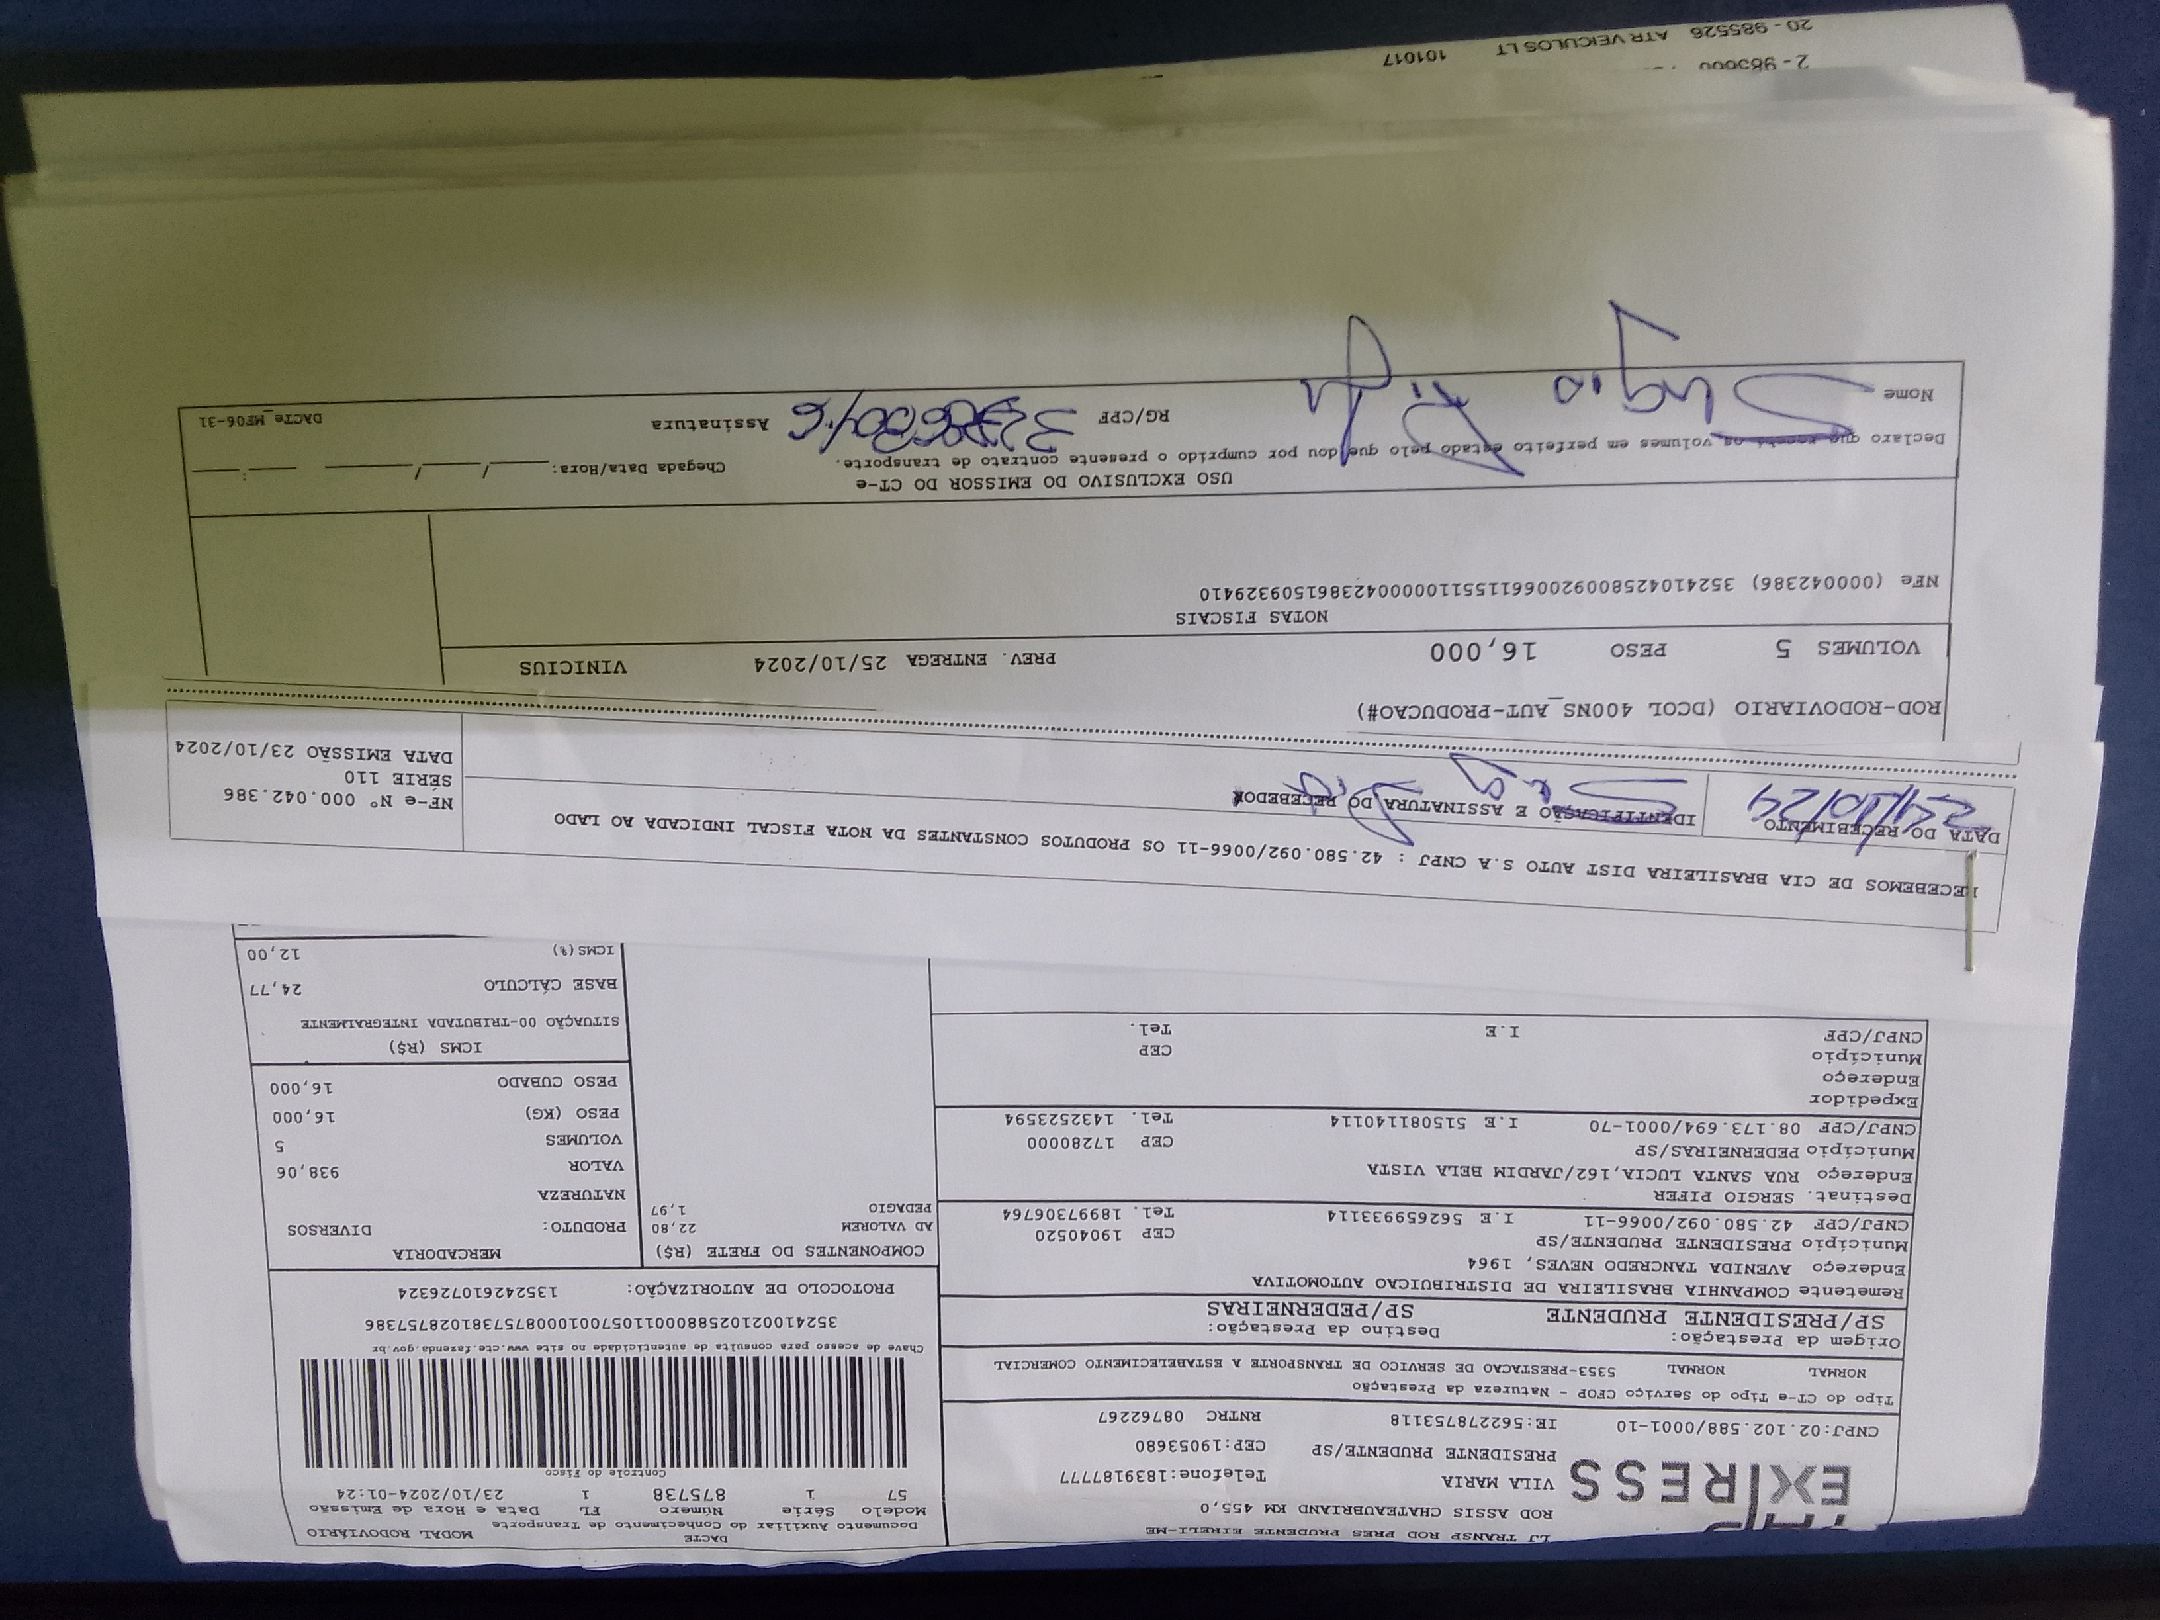 LJ TRANSP ROD PRES PRUDENTE EIRELI-ME
ROD ASSIS CHATEAUBRIAND KM 455,0
VILA MARIA Telefone:1839187777
PRESIDENTE PRUDENTE/SP CEP:19053680
CNPJ:02.102.588/0001-10 IE:562278753118 RNTRC 08762267
DACTE MODAL RODOVIÁRIO
Documento Auxiliar do Conhecimento de Transporte
Modelo Série Número FL Data e Hora de Emissão
57 1 875738 1 23/10/2024-01:24
Controle do Fisco
Chave de acesso para consulta de autenticidade no site www.cte.fazenda.gov.br
35241002102588000110570010008757381028757386
PROTOCOLO DE AUTORIZAÇÃO: 135242610726324
Tipo do CT-e Tipo do Serviço CFOP - Natureza da Prestação
NORMAL NORMAL 5353-PRESTACAO DE SERVICO DE TRANSPORTE A ESTABELECIMENTO COMERCIAL
Origem da Prestação: Destino da Prestação:
SP/PRESIDENTE PRUDENTE SP/PEDERNEIRAS
Remetente COMPANHIA BRASILEIRA DE DISTRIBUICAO AUTOMOTIVA
Endereço AVENIDA TANCREDO NEVES, 1964
Município PRESIDENTE PRUDENTE/SP CEP 19040520
CNPJ/CPF 42.580.092/0066-11 I.E 562659933114 Tel. 18997306764
Destinat. SERGIO PIFER
Endereço RUA SANTA LUCIA,162/JARDIM BELA VISTA
Município PEDERNEIRAS/SP CEP 17280000
CNPJ/CPF 08.173.694/0001-70 I.E 515081140114 Tel. 1432523594
Expedidor
Endereço
Município CEP
CNPJ/CPF I.E Tel.
COMPONENTES DO FRETE (R$)
AD VALOREM 22,80
PEDAGIO 1,97
MERCADORIA
PRODUTO: DIVERSOS
NATUREZA
VALOR 938,06
VOLUMES 5
PESO (KG) 16,000
PESO CUBADO 16,000
ICMS (R$)
SITUAÇÃO 00-TRIBUTADA INTEGRALMENTE
BASE CÁLCULO 24,77
ICMS(%) 12,00
RECEBEMOS DE CIA BRASILEIRA DIST AUTO S.A CNPJ : 42.580.092/0066-11 OS PRODUTOS CONSTANTES DA NOTA FISCAL INDICADA AO LADO
DATA DO RECEBIMENTO IDENTIFICAÇÃO E ASSINATURA DO RECEBEDOR
24/10/24
NF-e Nº 000.042.386
SÉRIE 110
DATA EMISSÃO 23/10/2024
ROD-RODOVIARIO (DCOL 400NS_AUT-PRODUCAO#)
VOLUMES 5 PESO 16,000 PREV. ENTREGA 25/10/2024 VINICIUS
NOTAS FISCAIS
NFe (000042386) 35241042580092006611551100000423861509329410
USO EXCLUSIVO DO EMISSOR DO CT-e
Declaro que recebi os volumes em perfeito estado pelo que dou por cumprido o presente contrato de transporte. Chegada Data/Hora: __/__/____ __:__
Nome Sergio RG/CPF Assinatura
DACTe_MF06-31
20-985526 ATR VEICULOS LT 101017